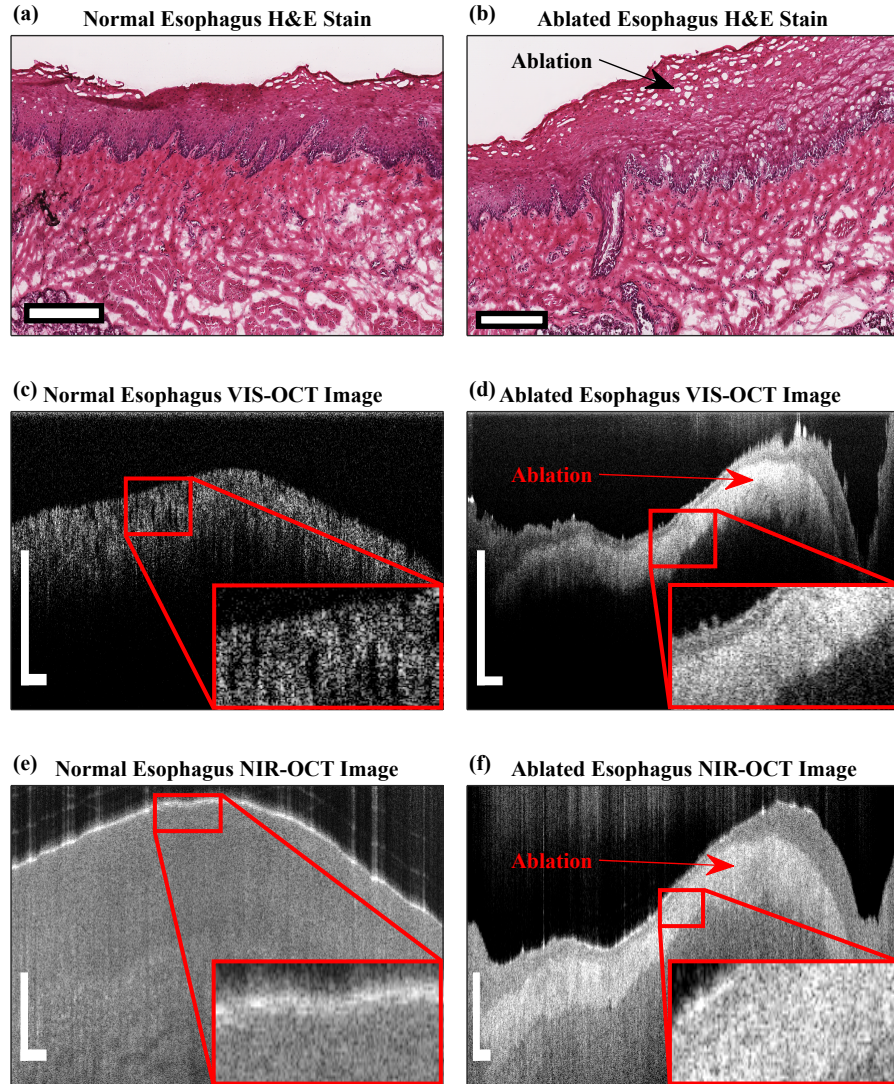 (a) Normal Esophagus H&E Stain
(b) Ablated Esophagus H&E Stain
Ablation
(c) Normal Esophagus VIS-OCT Image
(d) Ablated Esophagus VIS-OCT Image
Ablation
(e) Normal Esophagus NIR-OCT Image
(f) Ablated Esophagus NIR-OCT Image
Ablation